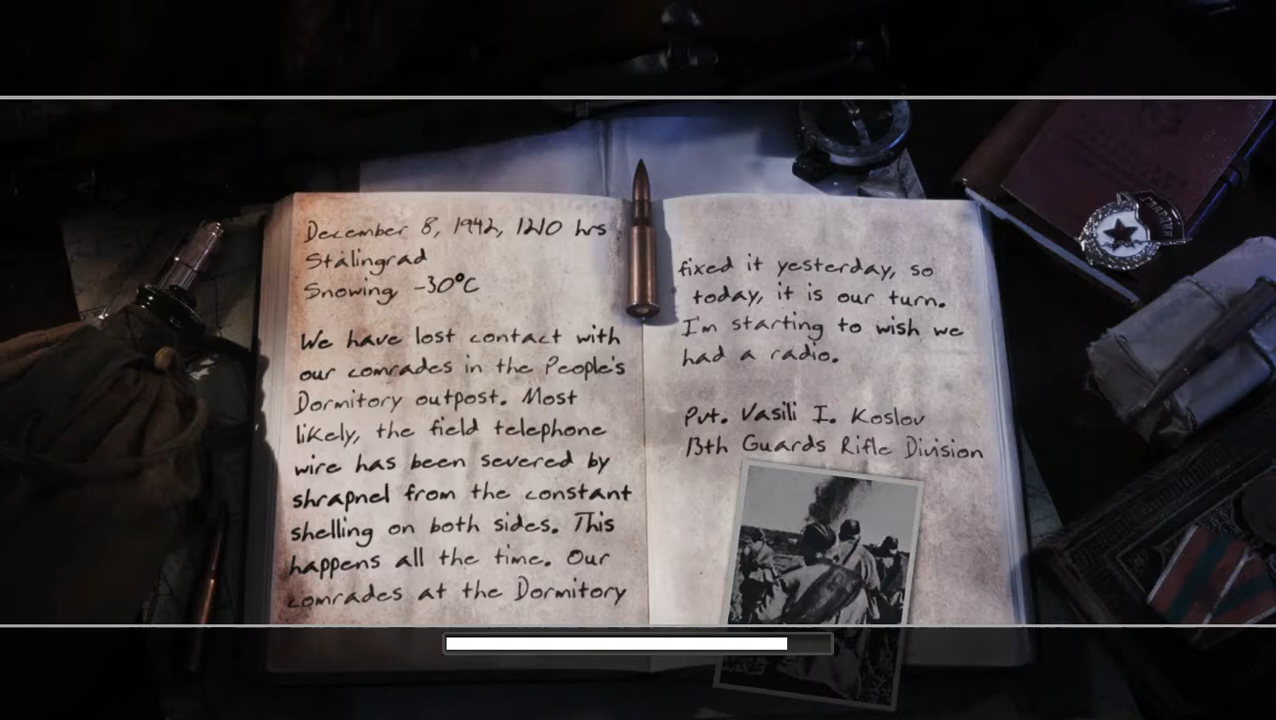 December 8, 1942, 1210 hrs
Stalingrad
Snowing -30°C
We have lost contact with
our comrades in the People's
Dormitory outpost. Most
likely, the field telephone
wire has been severed by
shrapnel from the constant
shelling on both sides. This
happens all the time. Our
comrades at the Dormitory
fixed it yesterday, so
today, it is our turn.
I'm starting to wish we
had a radio.
Pvt. Vasili I. Koslov
13th Guards Rifle Division